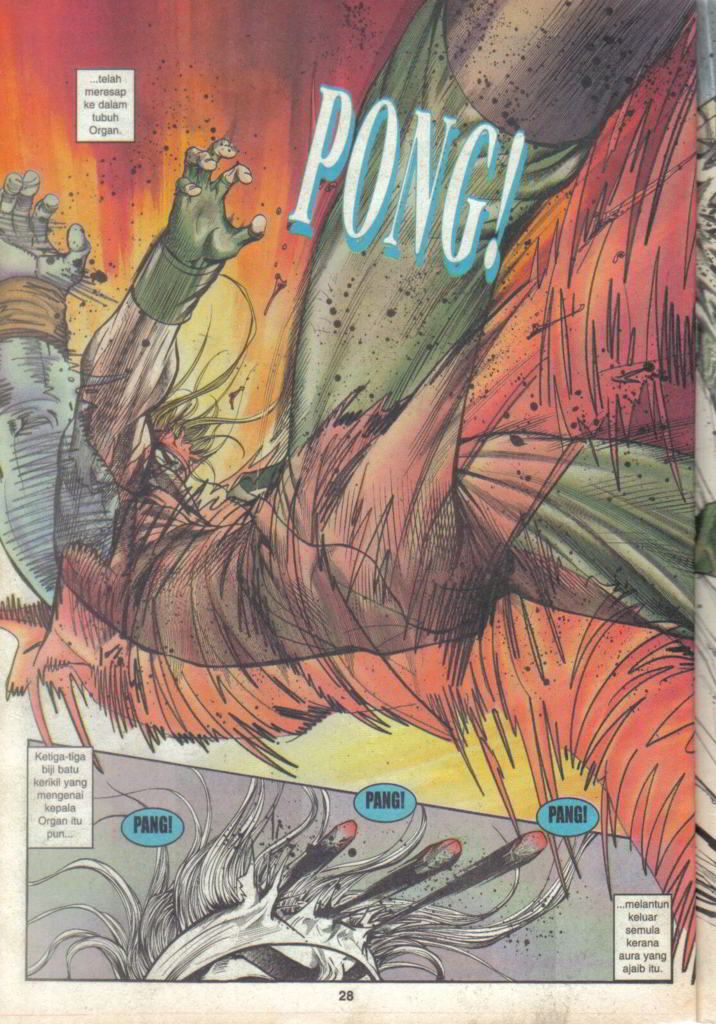 ...telah
meresap
ke dalam
tubuh
Organ.
PONG!
Ketiga-tiga
biji batu
kerikil yang
mengenai
kepala
Organ itu
pun...
PANG!
PANG!
PANG!
...melantun
keluar
semula
kerana
aura yang
ajaib itu.
28